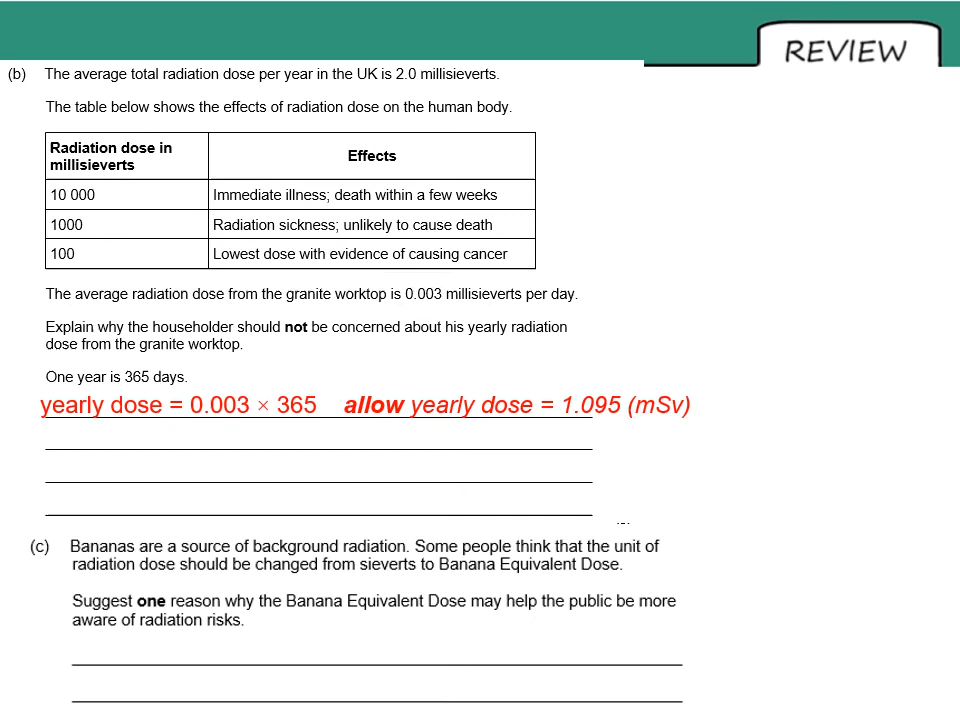 REVIEW
(b) The average total radiation dose per year in the UK is 2.0 millisieverts.
The table below shows the effects of radiation dose on the human body.
Radiation dose in
millisieverts
Effects
10 000 Immediate illness; death within a few weeks
1000 Radiation sickness; unlikely to cause death
100 Lowest dose with evidence of causing cancer
The average radiation dose from the granite worktop is 0.003 millisieverts per day.
Explain why the householder should not be concerned about his yearly radiation
dose from the granite worktop.
One year is 365 days.
yearly dose = 0.003 × 365 allow yearly dose = 1.095 (mSv)
(c) Bananas are a source of background radiation. Some people think that the unit of
radiation dose should be changed from sieverts to Banana Equivalent Dose.
Suggest one reason why the Banana Equivalent Dose may help the public be more
aware of radiation risks.